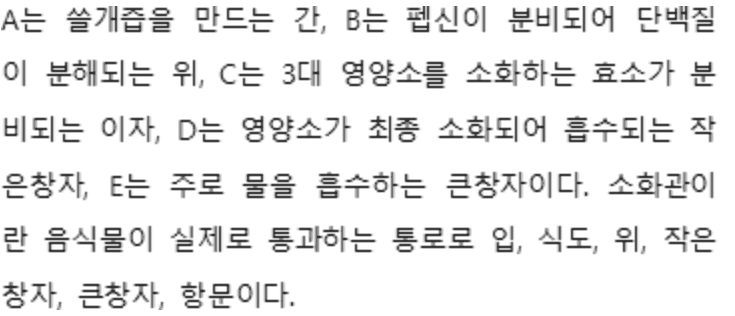 A는 쓸개즙을 만드는 간, B는 펩신이 분비되어 단백질
이 분해되는 위, C는 3대 영양소를 소화하는 효소가 분
비되는 이자, D는 영양소가 최종 소화되어 흡수되는 작
은창자, E는 주로 물을 흡수하는 큰창자이다. 소화관이
란 음식물이 실제로 통과하는 통로로 입, 식도, 위, 작은
창자, 큰창자, 항문이다.